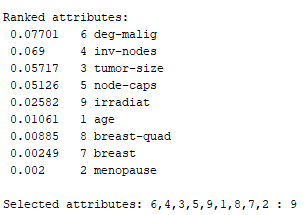 Ranked attributes:
0.07701 6 deg-malig
0.069 4 inv-nodes
0.05717 3 tumor-size
0.05126 5 node-caps
0.02582 9 irradiat
0.01061 1 age
0.00885 8 breast-quad
0.00249 7 breast
0.002 2 menopause
Selected attributes: 6,4,3,5,9,1,8,7,2 : 9